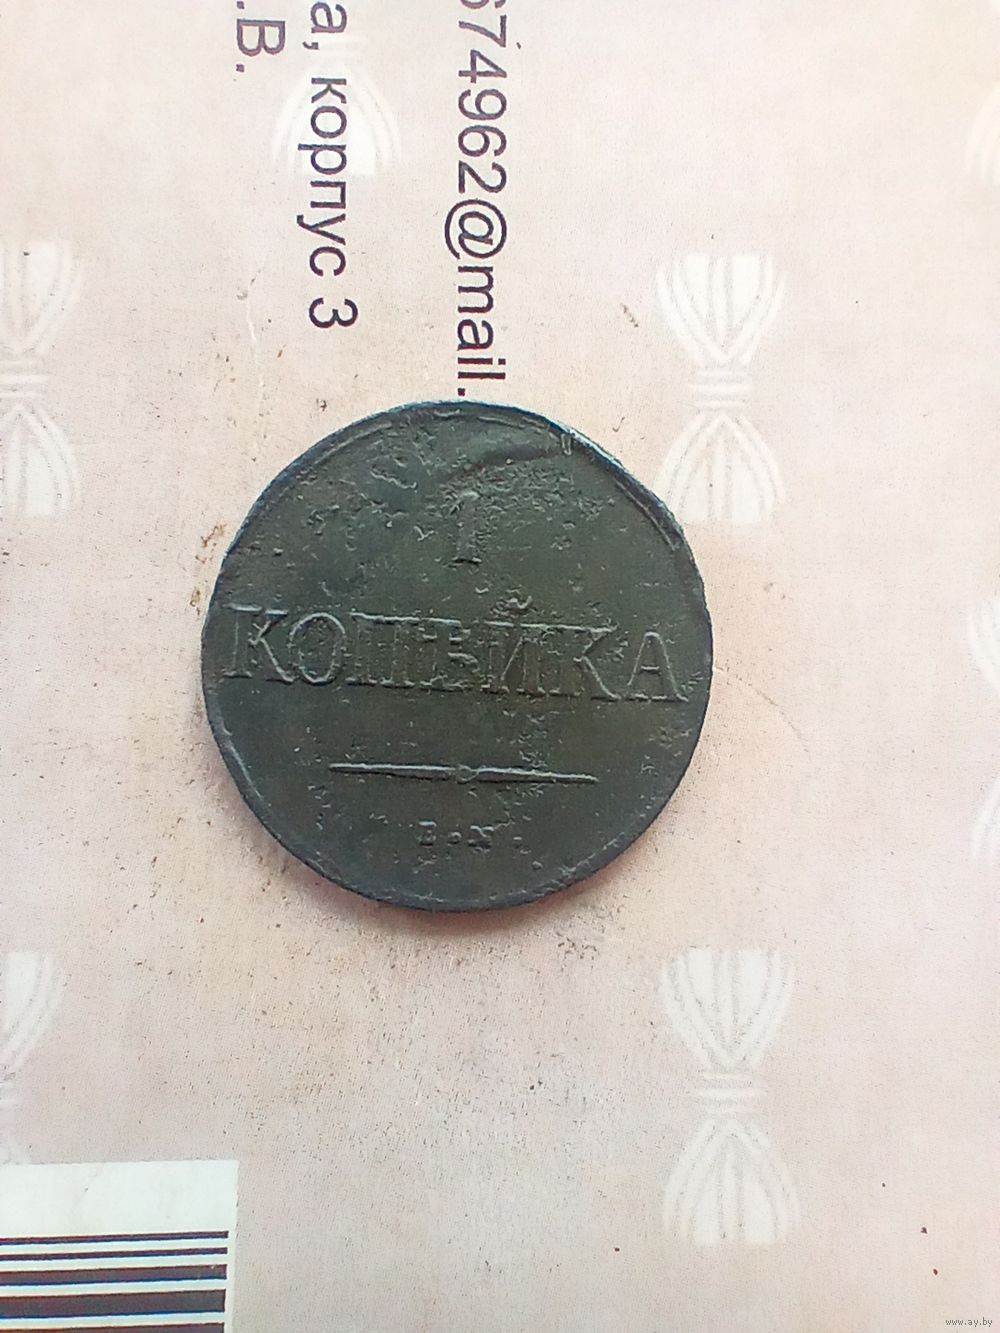 .В.
а, корпус 3
674962@mail.
1
КОПѢЙКА
www.ay.by